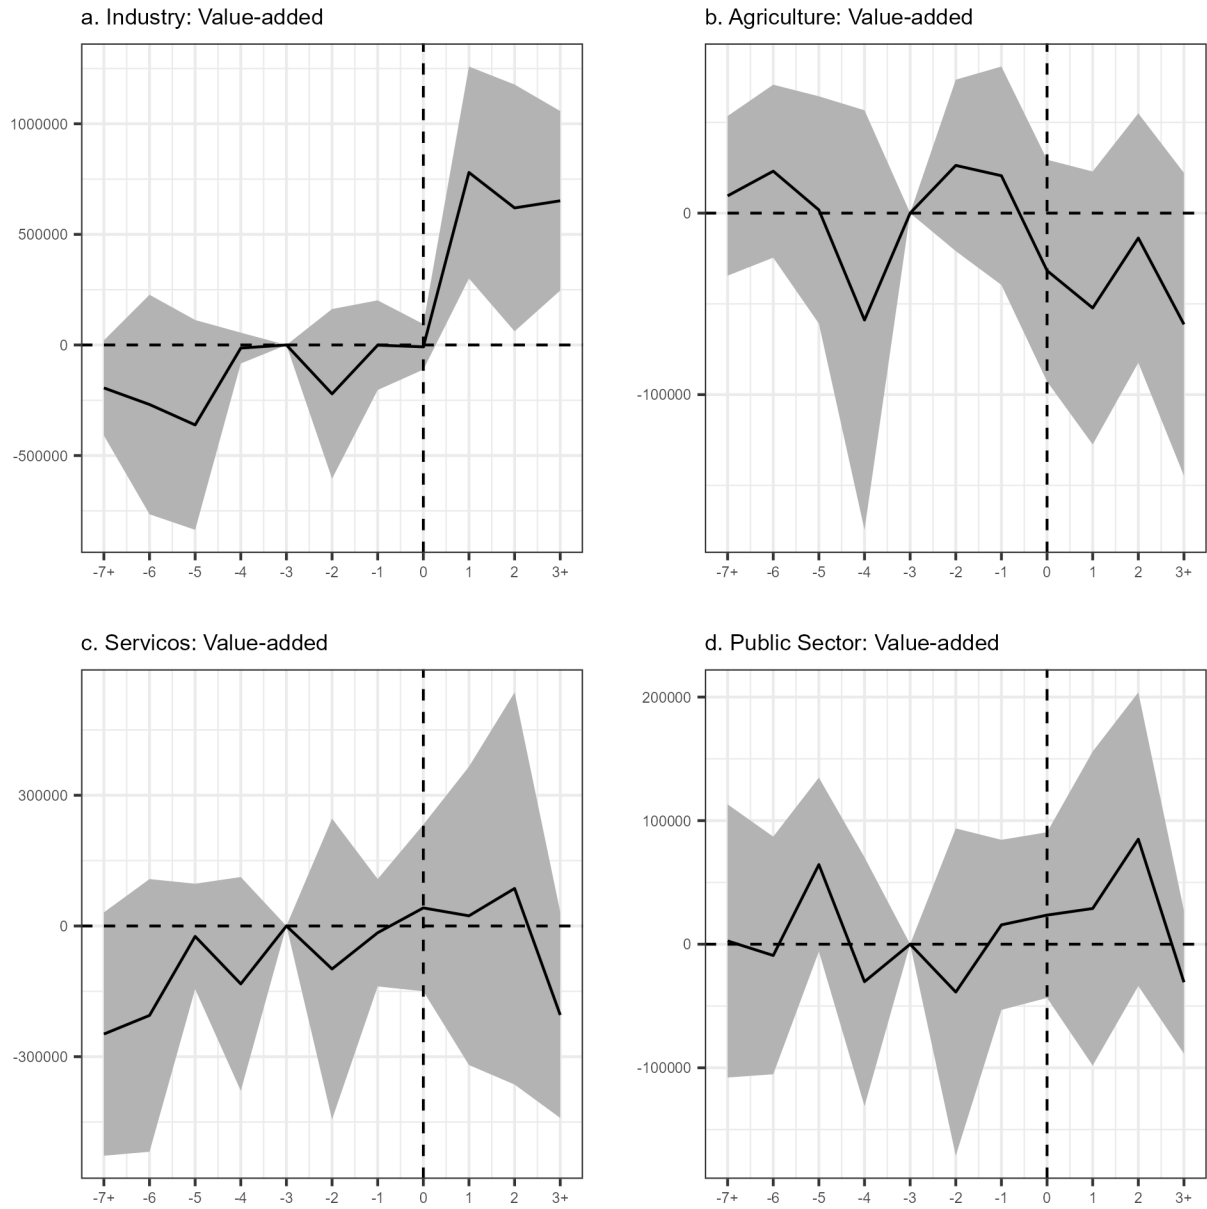 a. Industry: Value-added
1000000
500000
0
-500000
-7+ -6 -5 -4 -3 -2 -1 0 1 2 3+
b. Agriculture: Value-added
0
-100000
-7+ -6 -5 -4 -3 -2 -1 0 1 2 3+
c. Servicos: Value-added
300000
0
-300000
-7+ -6 -5 -4 -3 -2 -1 0 1 2 3+
d. Public Sector: Value-added
200000
100000
0
-100000
-7+ -6 -5 -4 -3 -2 -1 0 1 2 3+